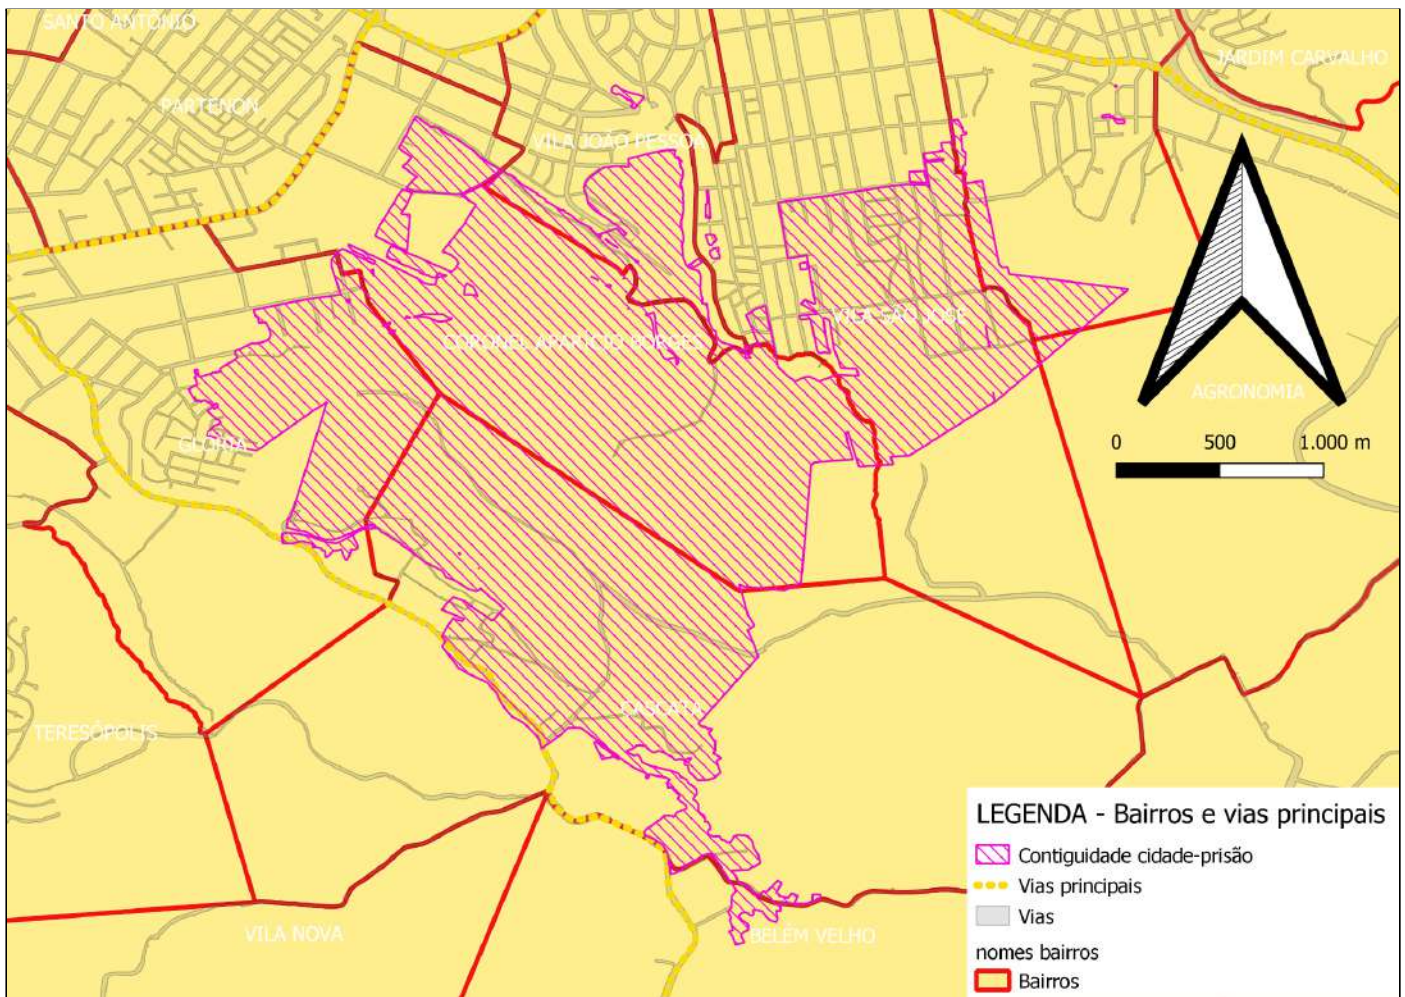 SANTO ANTÔNIO
JARDIM CARVALHO
PARTENON
VILA JOÃO PESSOA
VILA SÃO JOSÉ
CORONEL APARÍCIO BORGES
AGRONOMIA
GLÓRIA
0 500 1.000 m
CASCATA
TERESÓPOLIS
VILA NOVA
BELÉM VELHO
LEGENDA - Bairros e vias principais
Contiguidade cidade-prisão
Vias principais
Vias
nomes bairros
Bairros